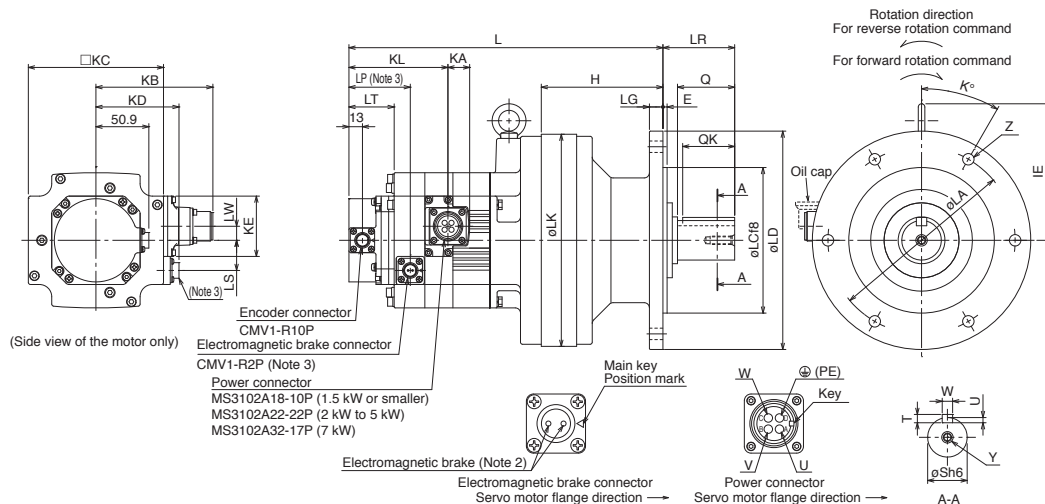 Rotation direction
For reverse rotation command
For forward rotation command
L
LR
□KC
KL
KA
K°
KB
LP (Note 3)
H
Q
KD
LT
LG
E
Z
50.9
13
QK
IE
Oil cap
A
LW
KE
øLK
øLCf8
øLD
øLA
LS
A
(Note 3)
Encoder connector
CMV1-R10P
(Side view of the motor only)
Electromagnetic brake connector
CMV1-R2P (Note 3)
Main key
Position mark
Power connector
MS3102A18-10P (1.5 kW or smaller)
MS3102A22-22P (2 kW to 5 kW)
MS3102A32-17P (7 kW)
W
(PE)
Key
W
T
U
Y
Electromagnetic brake (Note 2)
V
U
øSh6
Electromagnetic brake connector
Servo motor flange direction →
Power connector
Servo motor flange direction →
A-A